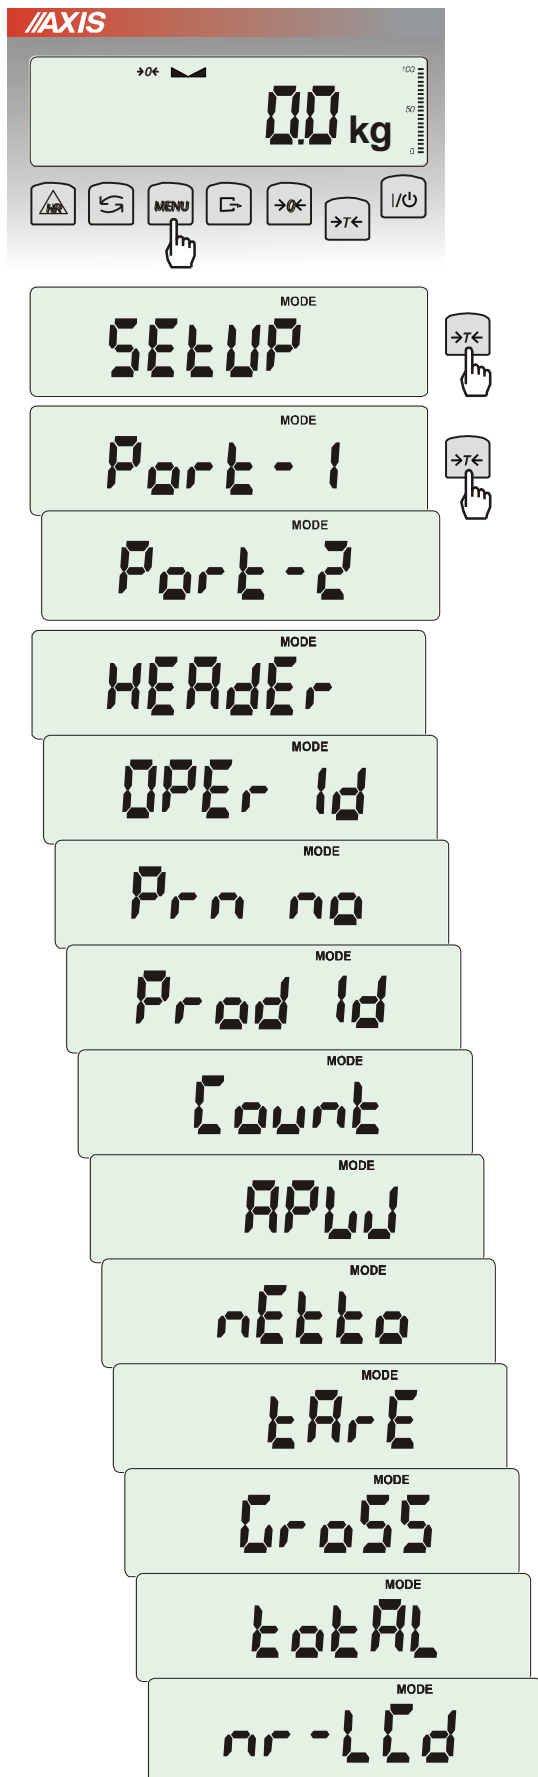 //AXIS
→0← 100
50
0
0.0 kg
HR MENU →0← →T← I/⏻
MODE
SEtUP
→T←
MODE
Port-1
→T←
MODE
Port-2
MODE
HEAdEr
MODE
OPEr Id
MODE
Prn no
MODE
Prod Id
MODE
Count
MODE
APW
MODE
nEtto
MODE
tArE
MODE
GroSS
MODE
totAL
MODE
nr-LCd